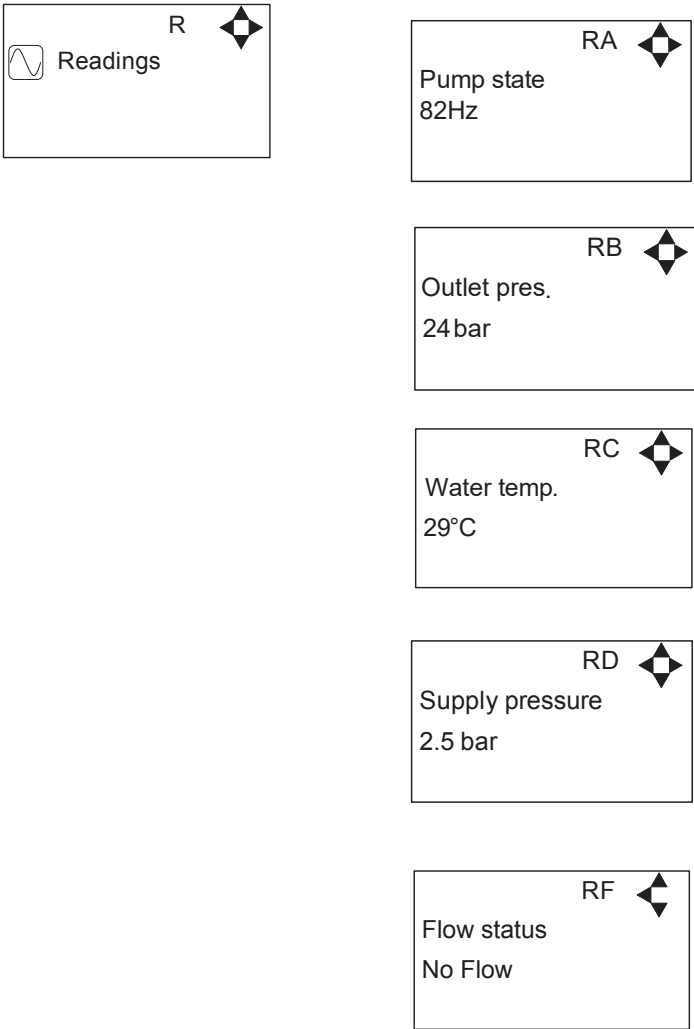 R
Readings
RA
Pump state
82Hz
RB
Outlet pres.
24 bar
RC
Water temp.
29°C
RD
Supply pressure
2.5 bar
RF
Flow status
No Flow